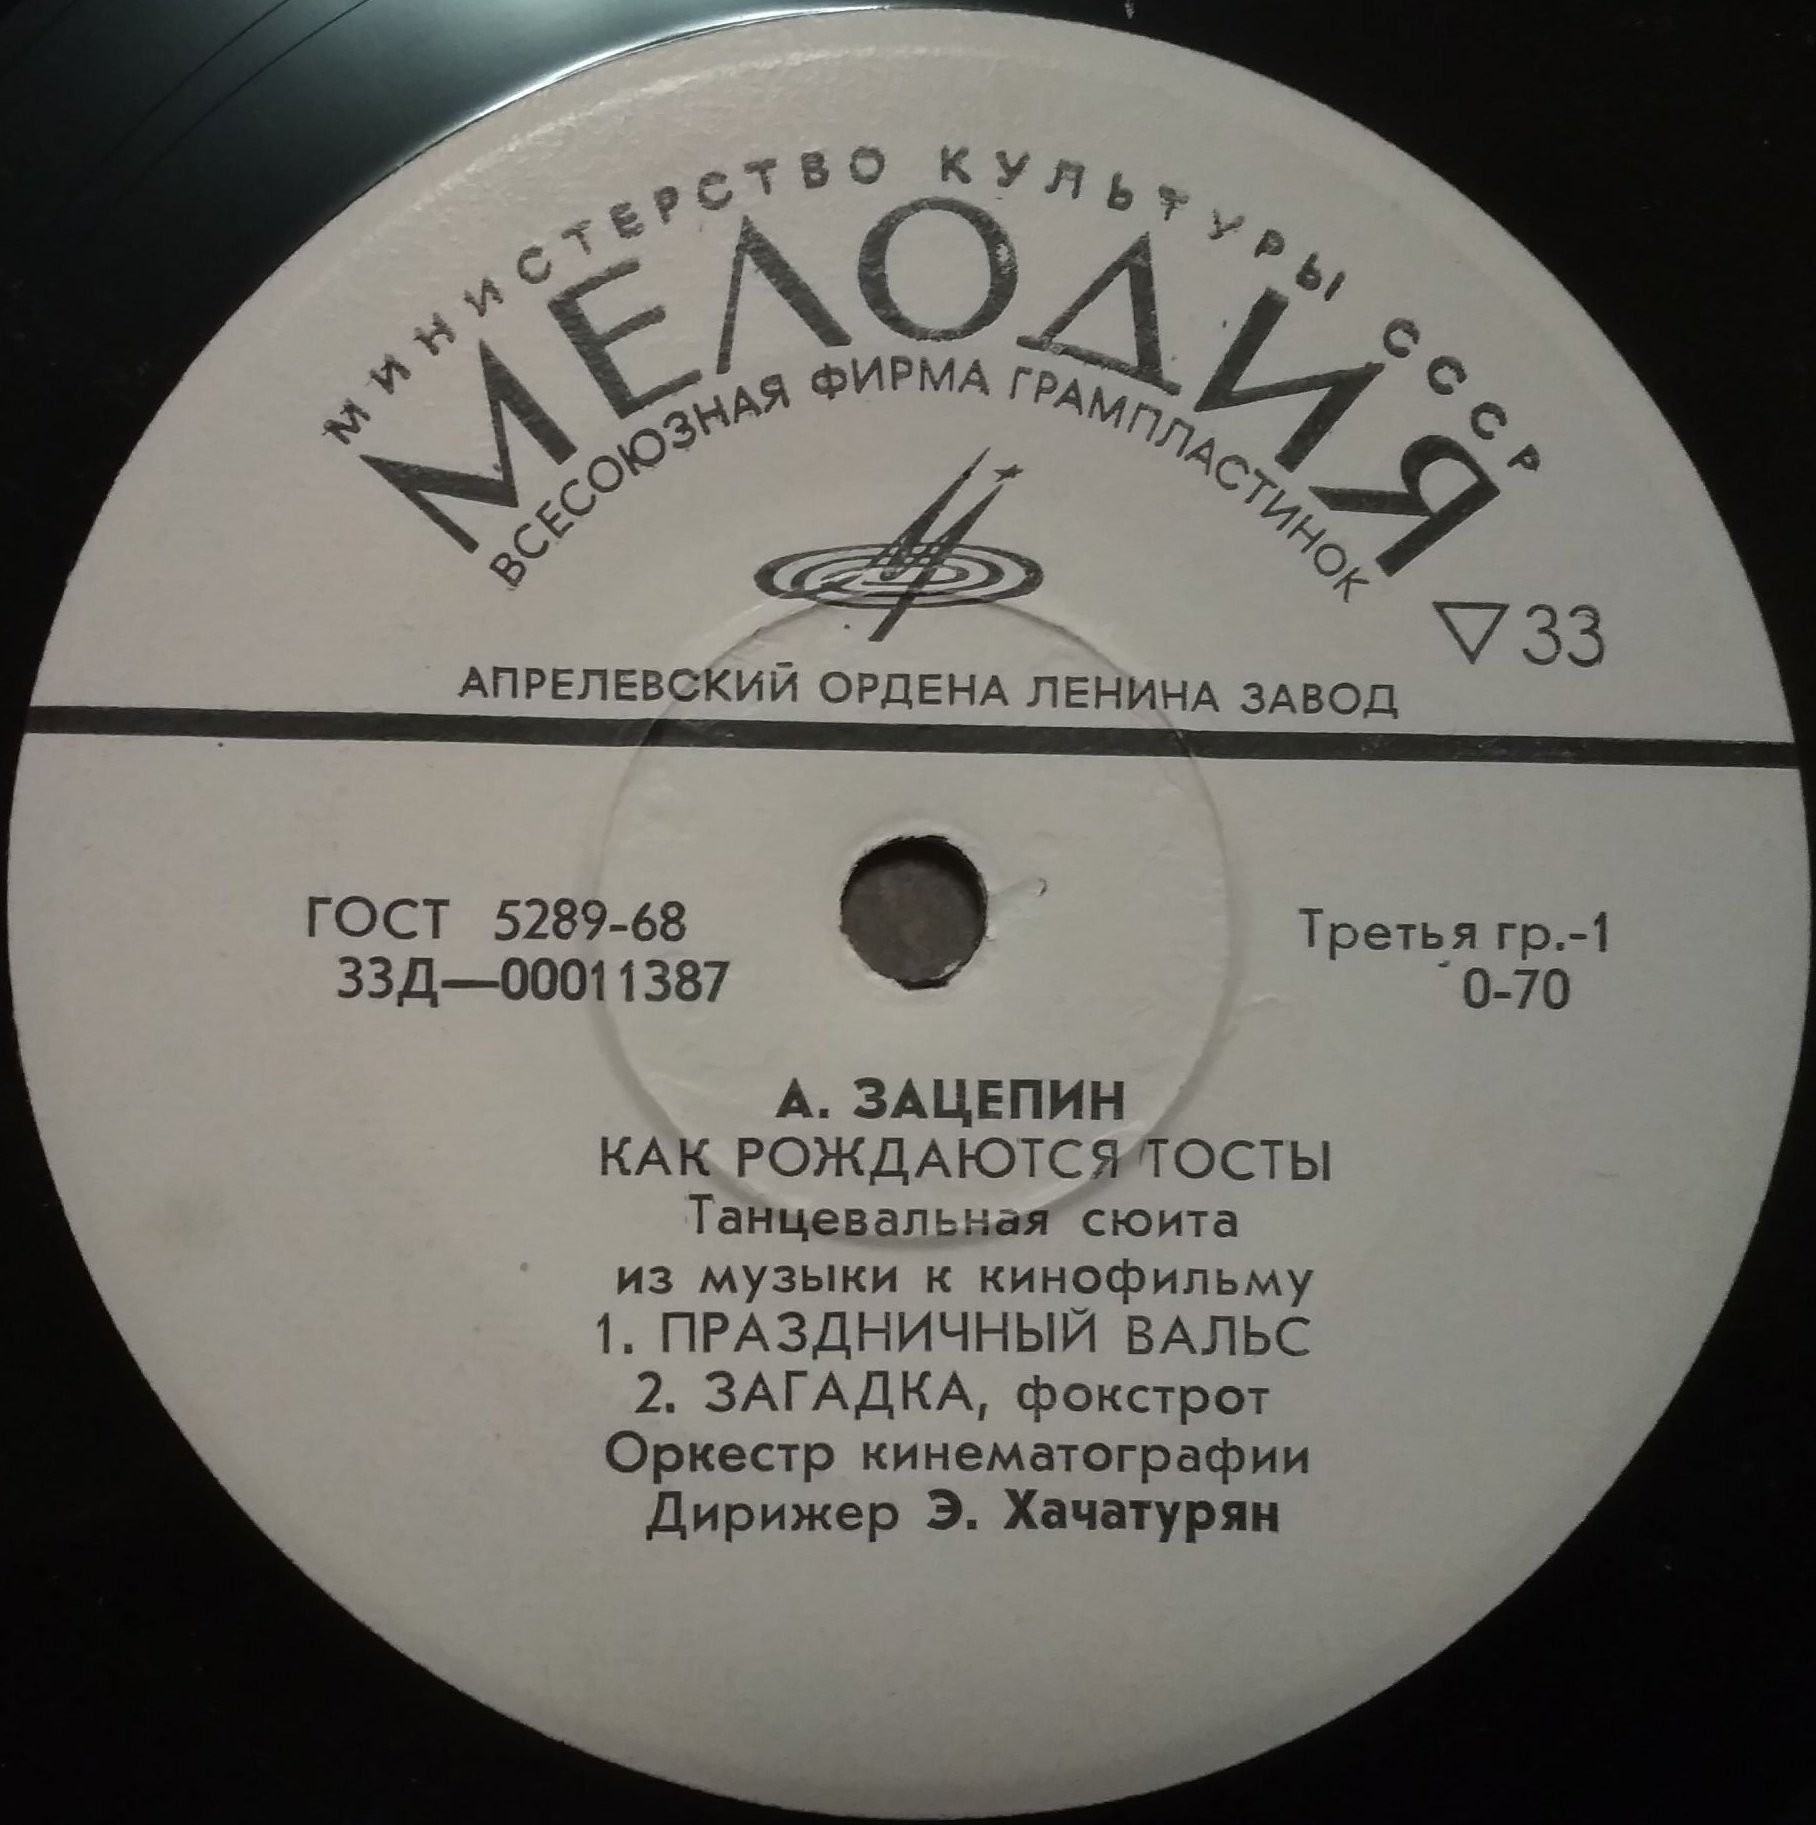 МИНИСТЕРСТВО КУЛЬТУРЫ СССР
МЕЛОДИЯ
ВСЕСОЮЗНАЯ ФИРМА ГРАМПЛАСТИНОК
▽33
АПРЕЛЕВСКИЙ ОРДЕНА ЛЕНИНА ЗАВОД
ГОСТ 5289-68
33Д—00011387
Третья гр.-1
0-70
А. ЗАЦЕПИН
КАК РОЖДАЮТСЯ ТОСТЫ
Танцевальная сюита
из музыки к кинофильму
1. ПРАЗДНИЧНЫЙ ВАЛЬС
2. ЗАГАДКА, фокстрот
Оркестр кинематографии
Дирижер Э. Хачатурян